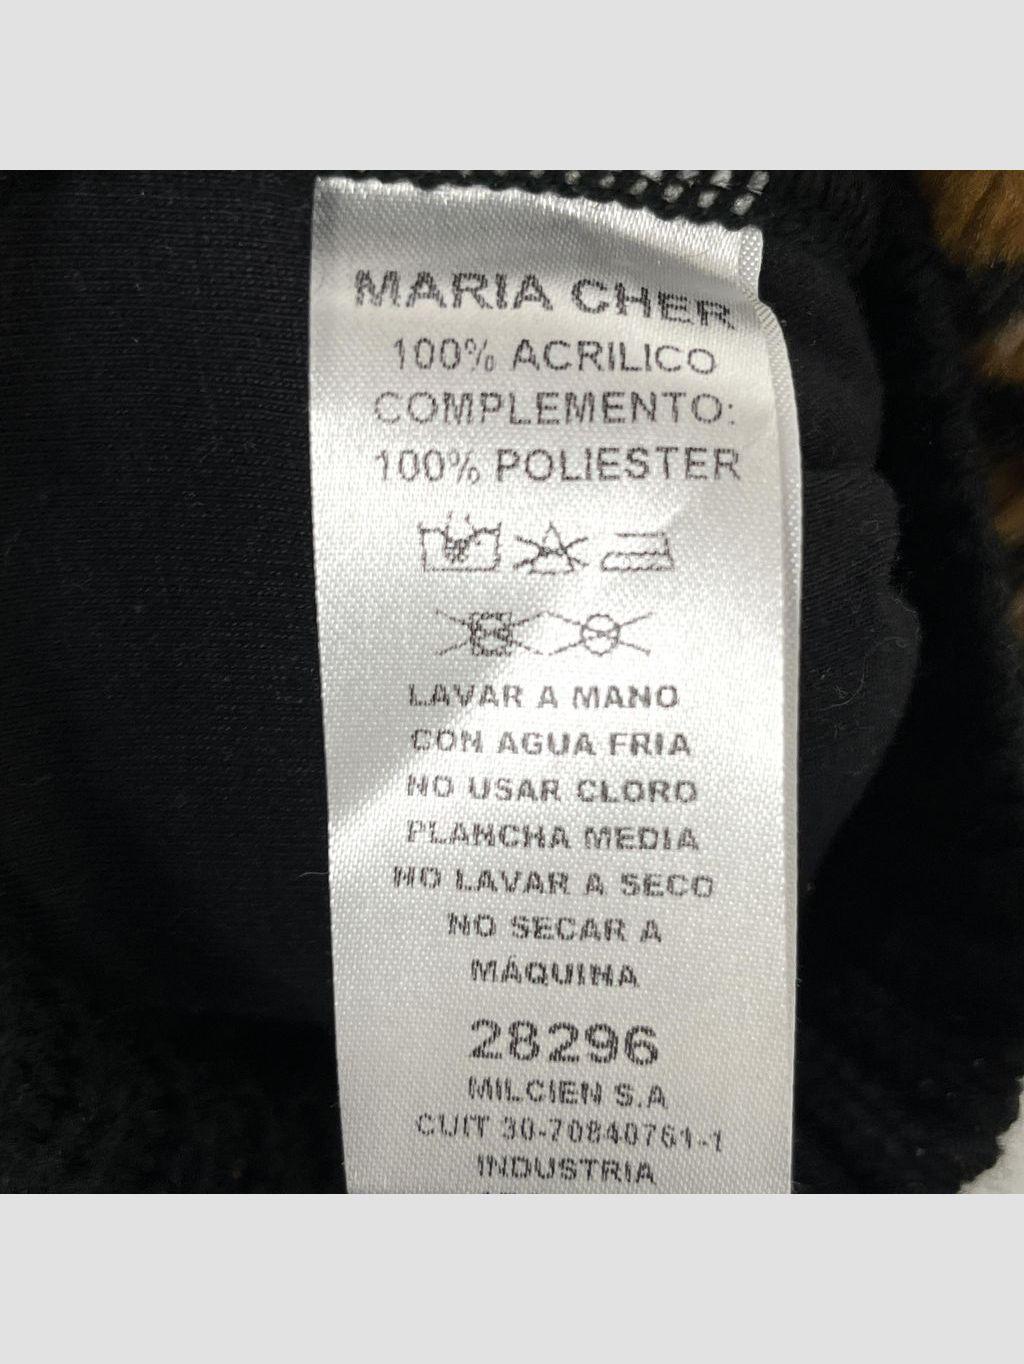 MARIA CHER
100% ACRILICO
COMPLEMENTO:
100% POLIESTER
LAVAR A MANO
CON AGUA FRIA
NO USAR CLORO
PLANCHA MEDIA
NO LAVAR A SECO
NO SECAR A
MÁQUINA
28296
MILCIEN S.A
CUIT 30-70840761-1
INDUSTRIA